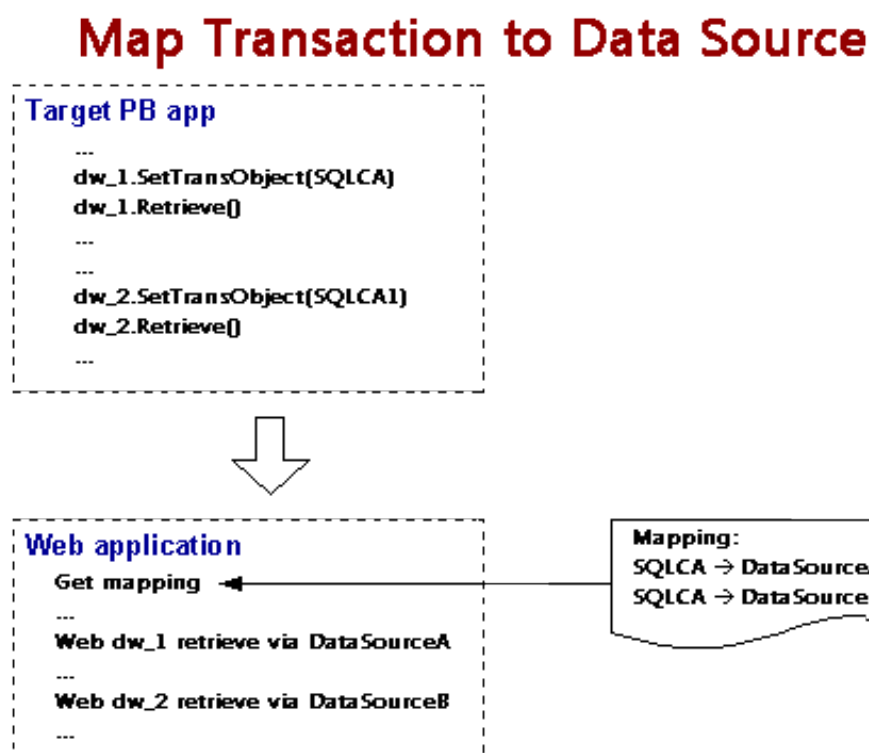 Map Transaction to Data Source
Target PB app
...
dw_1.SetTransObject(SQLCA)
dw_1.Retrieve()
...
...
dw_2.SetTransObject(SQLCA1)
dw_2.Retrieve()
...
Web application
Get mapping
...
Web dw_1 retrieve via DataSourceA
...
Web dw_2 retrieve via DataSourceB
...
Mapping:
SQLCA → DataSource
SQLCA → DataSource